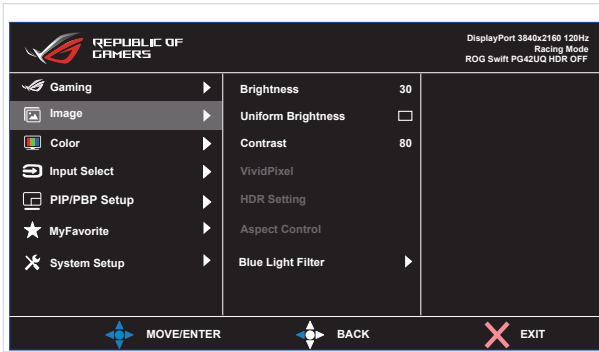 REPUBLIC OF
GAMERS
DisplayPort 3840x2160 120Hz
Racing Mode
ROG Swift PG42UQ HDR OFF
Gaming
Image
Color
Input Select
PIP/PBP Setup
MyFavorite
System Setup
Brightness 30
Uniform Brightness
Contrast 80
VividPixel
HDR Setting
Aspect Control
Blue Light Filter
MOVE/ENTER BACK EXIT